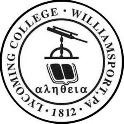 LYCOMING COLLEGE • WILLIAMSPORT, PA
αληθεια
• 1812 •